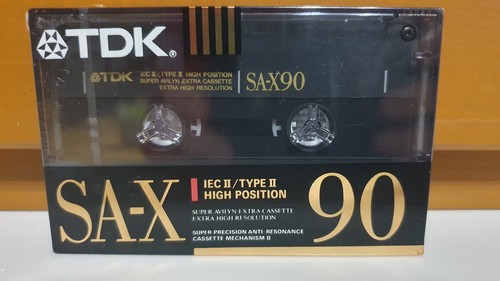 TDK®
TDK
IEC II/TYPE II HIGH POSITION
SUPER AVILYN EXTRA CASSETTE
EXTRA HIGH RESOLUTION
SA-X90
SA-X
IEC II/TYPE II
HIGH POSITION
SUPER AVILYN EXTRA CASSETTE
EXTRA HIGH RESOLUTION
SUPER PRECISION ANTI-RESONANCE
CASSETTE MECHANISM II
90